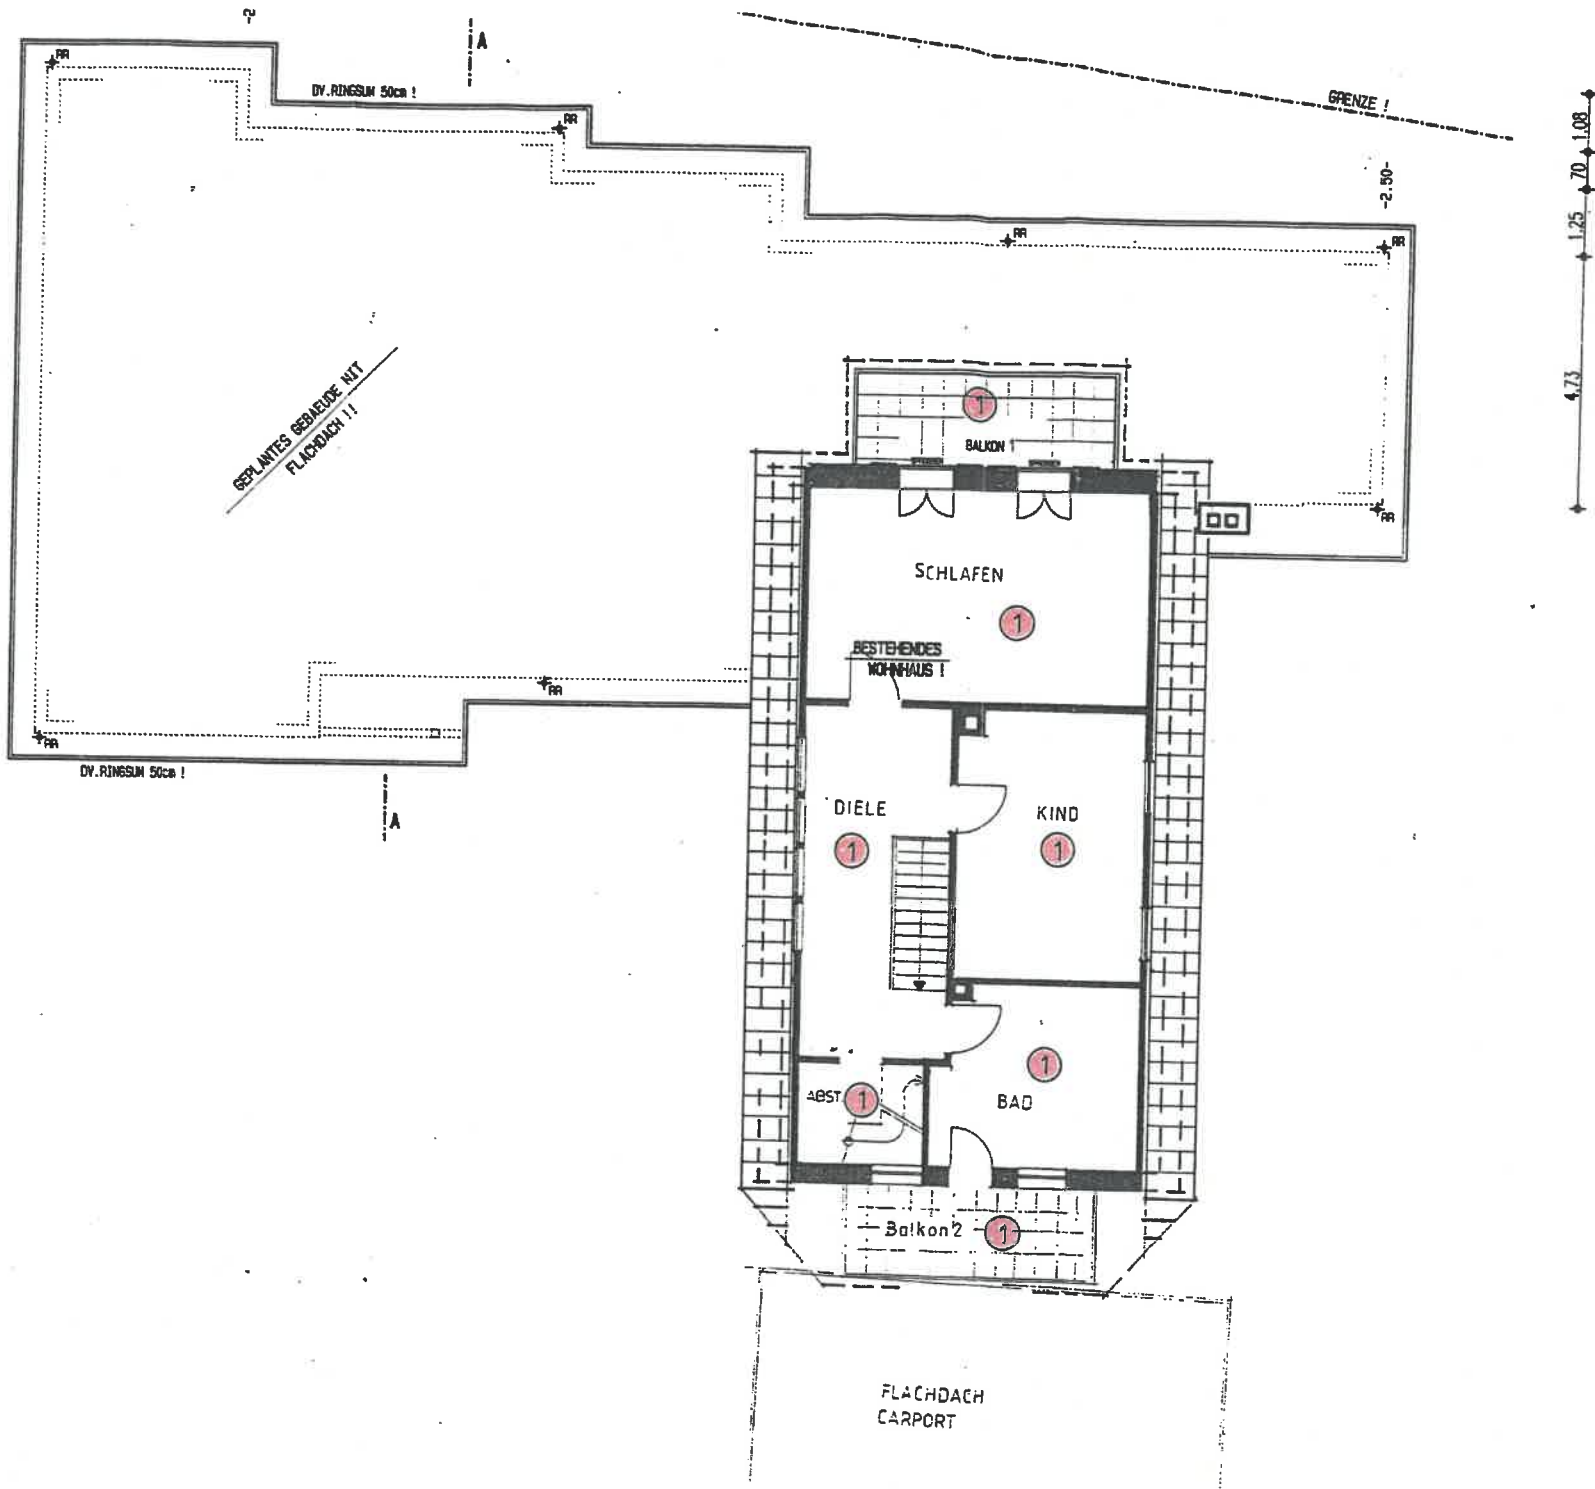 -2
A
RR
DV.RINGSUM 50cm !
RR
GRENZE !
1.08
70
-2.50-
1.25
RR
RR
4.73
GEPLANTES GEBAEUDE MIT
FLACHDACH !!
1
BALKON 1
RR
SCHLAFEN
1
BESTEHENDES
WOHNHAUS !
RR
RR
DV.RINGSUM 50cm !
A
DIELE
KIND
1
1
1
ABST.
1
BAD
Balkon 2
1
FLACHDACH
CARPORT